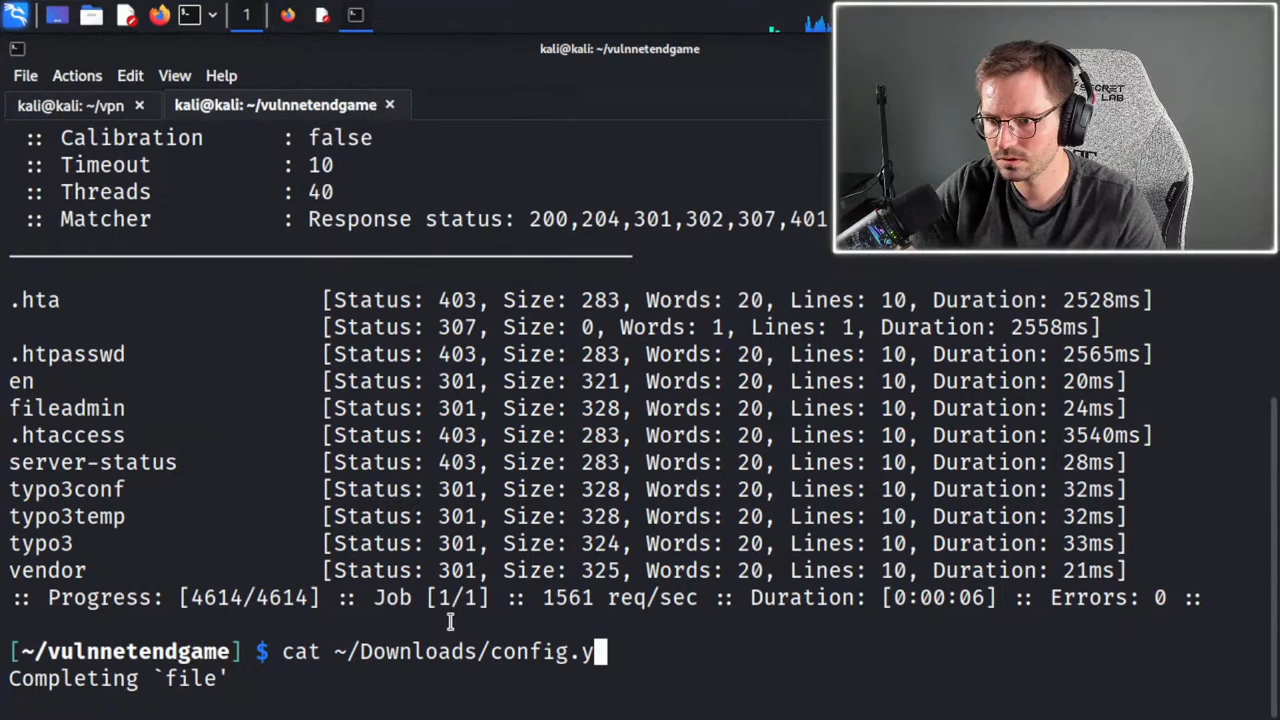 1
kali@kali: ~/vulnnetendgame
File Actions Edit View Help
kali@kali: ~/vpn × kali@kali: ~/vulnnetendgame ×
:: Calibration : false
:: Timeout : 10
:: Threads : 40
:: Matcher : Response status: 200,204,301,302,307,401
.hta [Status: 403, Size: 283, Words: 20, Lines: 10, Duration: 2528ms]
[Status: 307, Size: 0, Words: 1, Lines: 1, Duration: 2558ms]
.htpasswd [Status: 403, Size: 283, Words: 20, Lines: 10, Duration: 2565ms]
en [Status: 301, Size: 321, Words: 20, Lines: 10, Duration: 20ms]
fileadmin [Status: 301, Size: 328, Words: 20, Lines: 10, Duration: 24ms]
.htaccess [Status: 403, Size: 283, Words: 20, Lines: 10, Duration: 3540ms]
server-status [Status: 403, Size: 283, Words: 20, Lines: 10, Duration: 28ms]
typo3conf [Status: 301, Size: 328, Words: 20, Lines: 10, Duration: 32ms]
typo3temp [Status: 301, Size: 328, Words: 20, Lines: 10, Duration: 32ms]
typo3 [Status: 301, Size: 324, Words: 20, Lines: 10, Duration: 33ms]
vendor [Status: 301, Size: 325, Words: 20, Lines: 10, Duration: 21ms]
:: Progress: [4614/4614] :: Job [1/1] :: 1561 req/sec :: Duration: [0:00:06] :: Errors: 0 ::
[~/vulnnetendgame] $ cat ~/Downloads/config.y
Completing `file'
SECRET
LAB